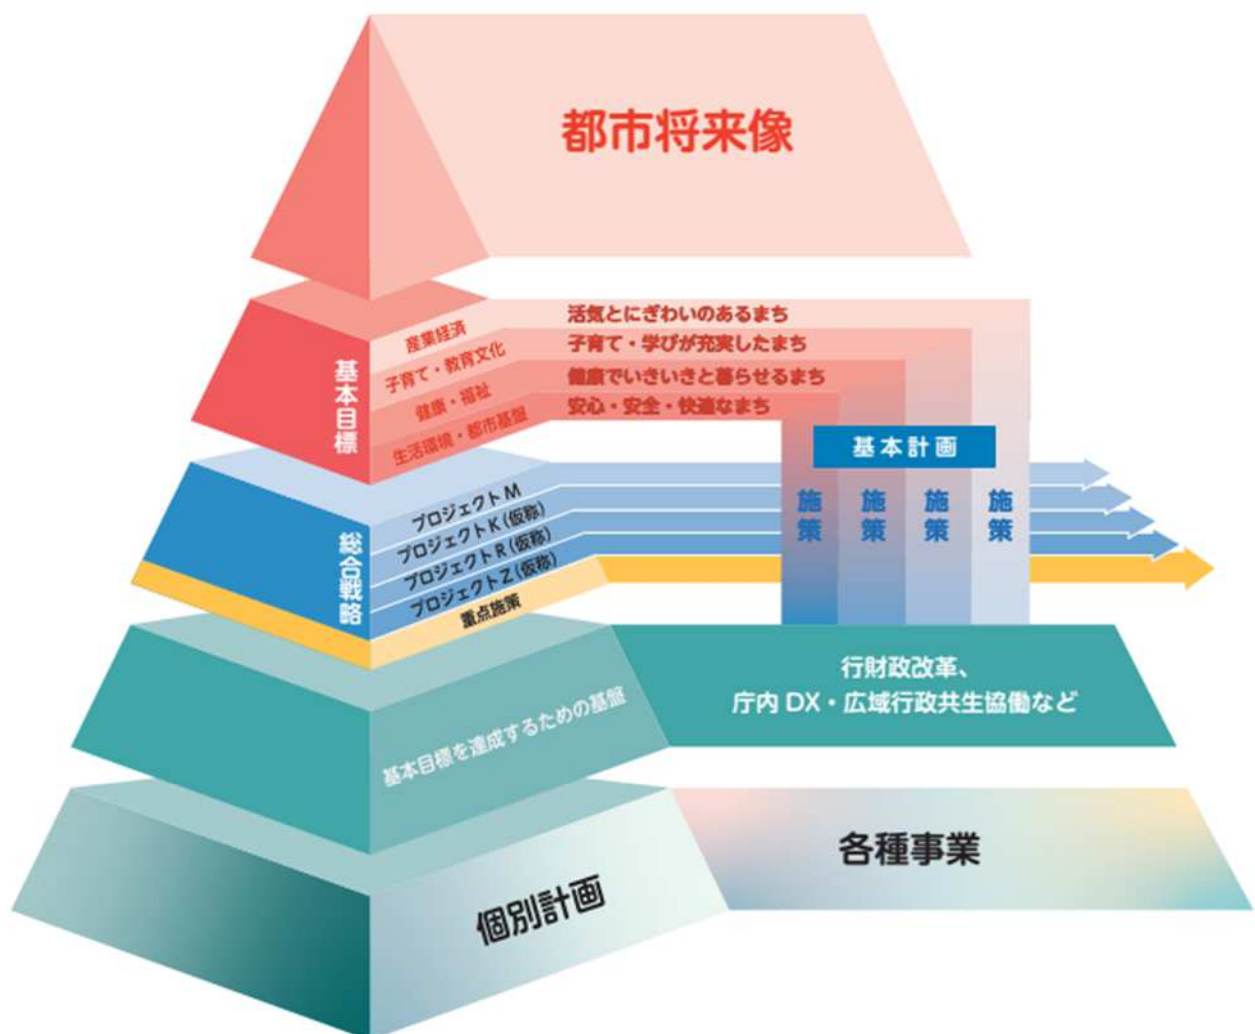 都市将来像
基本目標
産業経済
活気とにぎわいのあるまち
子育て・教育文化
子育て・学びが充実したまち
健康・福祉
健康でいきいきと暮らせるまち
生活環境・都市基盤
安心・安全・快適なまち
基本計画
施策
施策
施策
施策
総合戦略
プロジェクトM
プロジェクトK(仮称)
プロジェクトR(仮称)
プロジェクトZ(仮称)
重点施策
基本目標を達成するための基盤
行財政改革、
庁内 DX・広域行政共生協働など
個別計画
各種事業